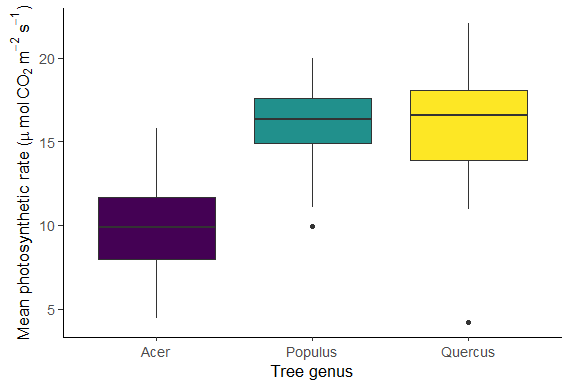 Mean photosynthetic rate (μ mol CO₂ m⁻² s⁻¹)
20
15
10
5
Acer Populus Quercus
Tree genus